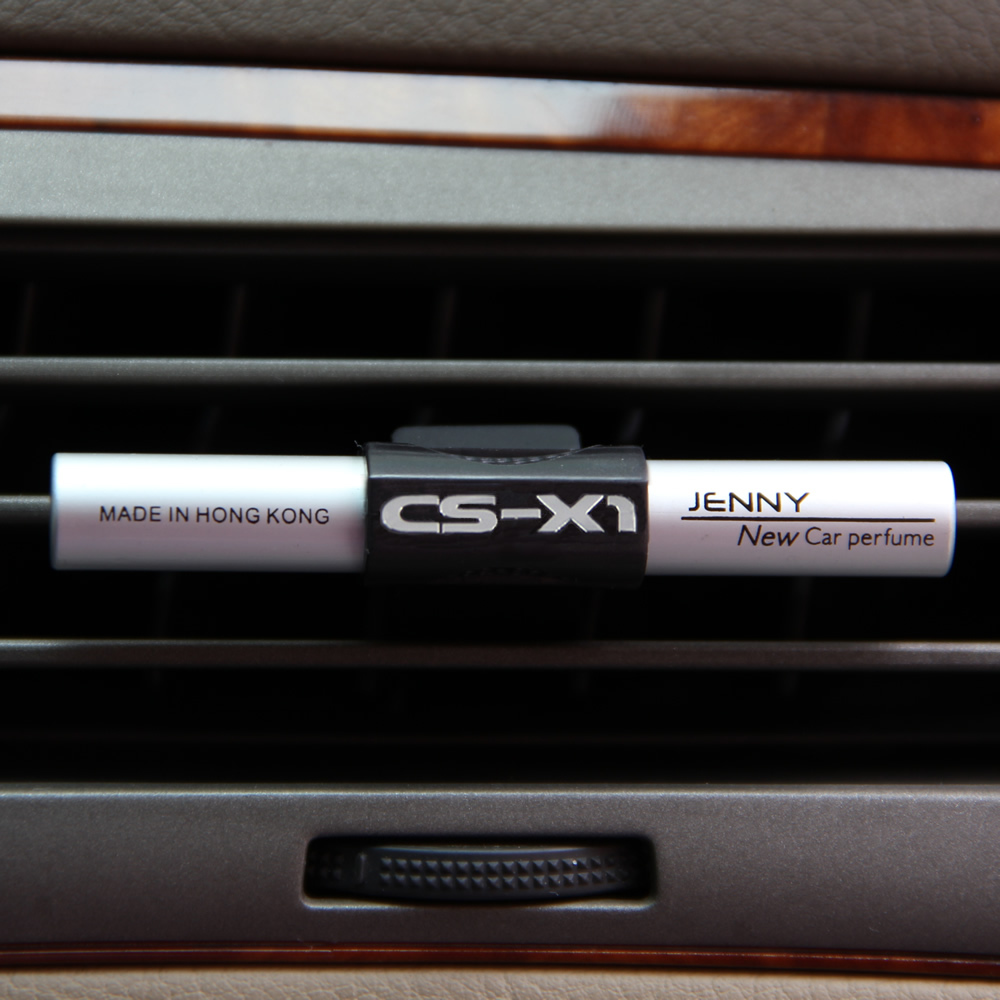 MADE IN HONG KONG
CS-X1
JENNY
New Car perfume